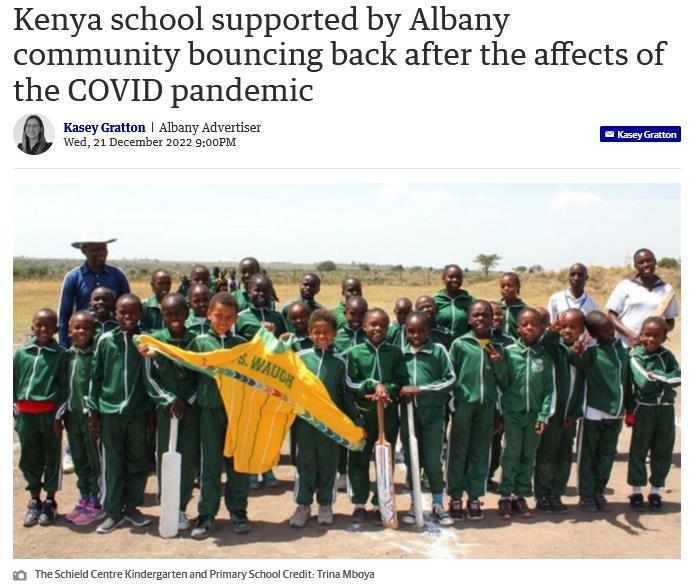 Kenya school supported by Albany
community bouncing back after the affects of
the COVID pandemic
Kasey Gratton | Albany Advertiser
Wed, 21 December 2022 9:00PM
Kasey Gratton
S. WAUGH
The Schield Centre Kindergarten and Primary School Credit: Trina Mboya